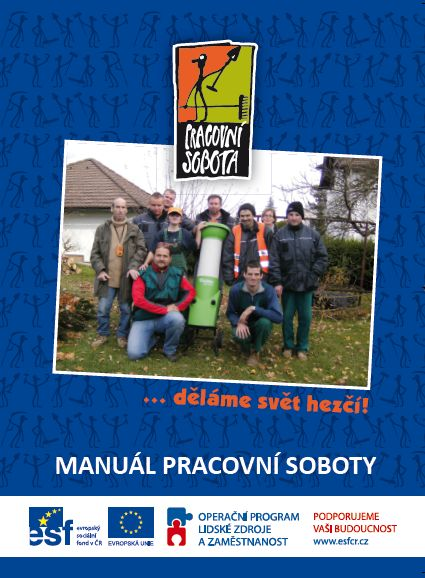 PRACOVNÍ
SOBOTA
... děláme svět hezčí!
MANUÁL PRACOVNÍ SOBOTY
esf
evropský
sociální
fond v ČR
EVROPSKÁ UNIE
OPERAČNÍ PROGRAM
LIDSKÉ ZDROJE
A ZAMĚSTNANOST
PODPORUJEME
VAŠI BUDOUCNOST
www.esfcr.cz